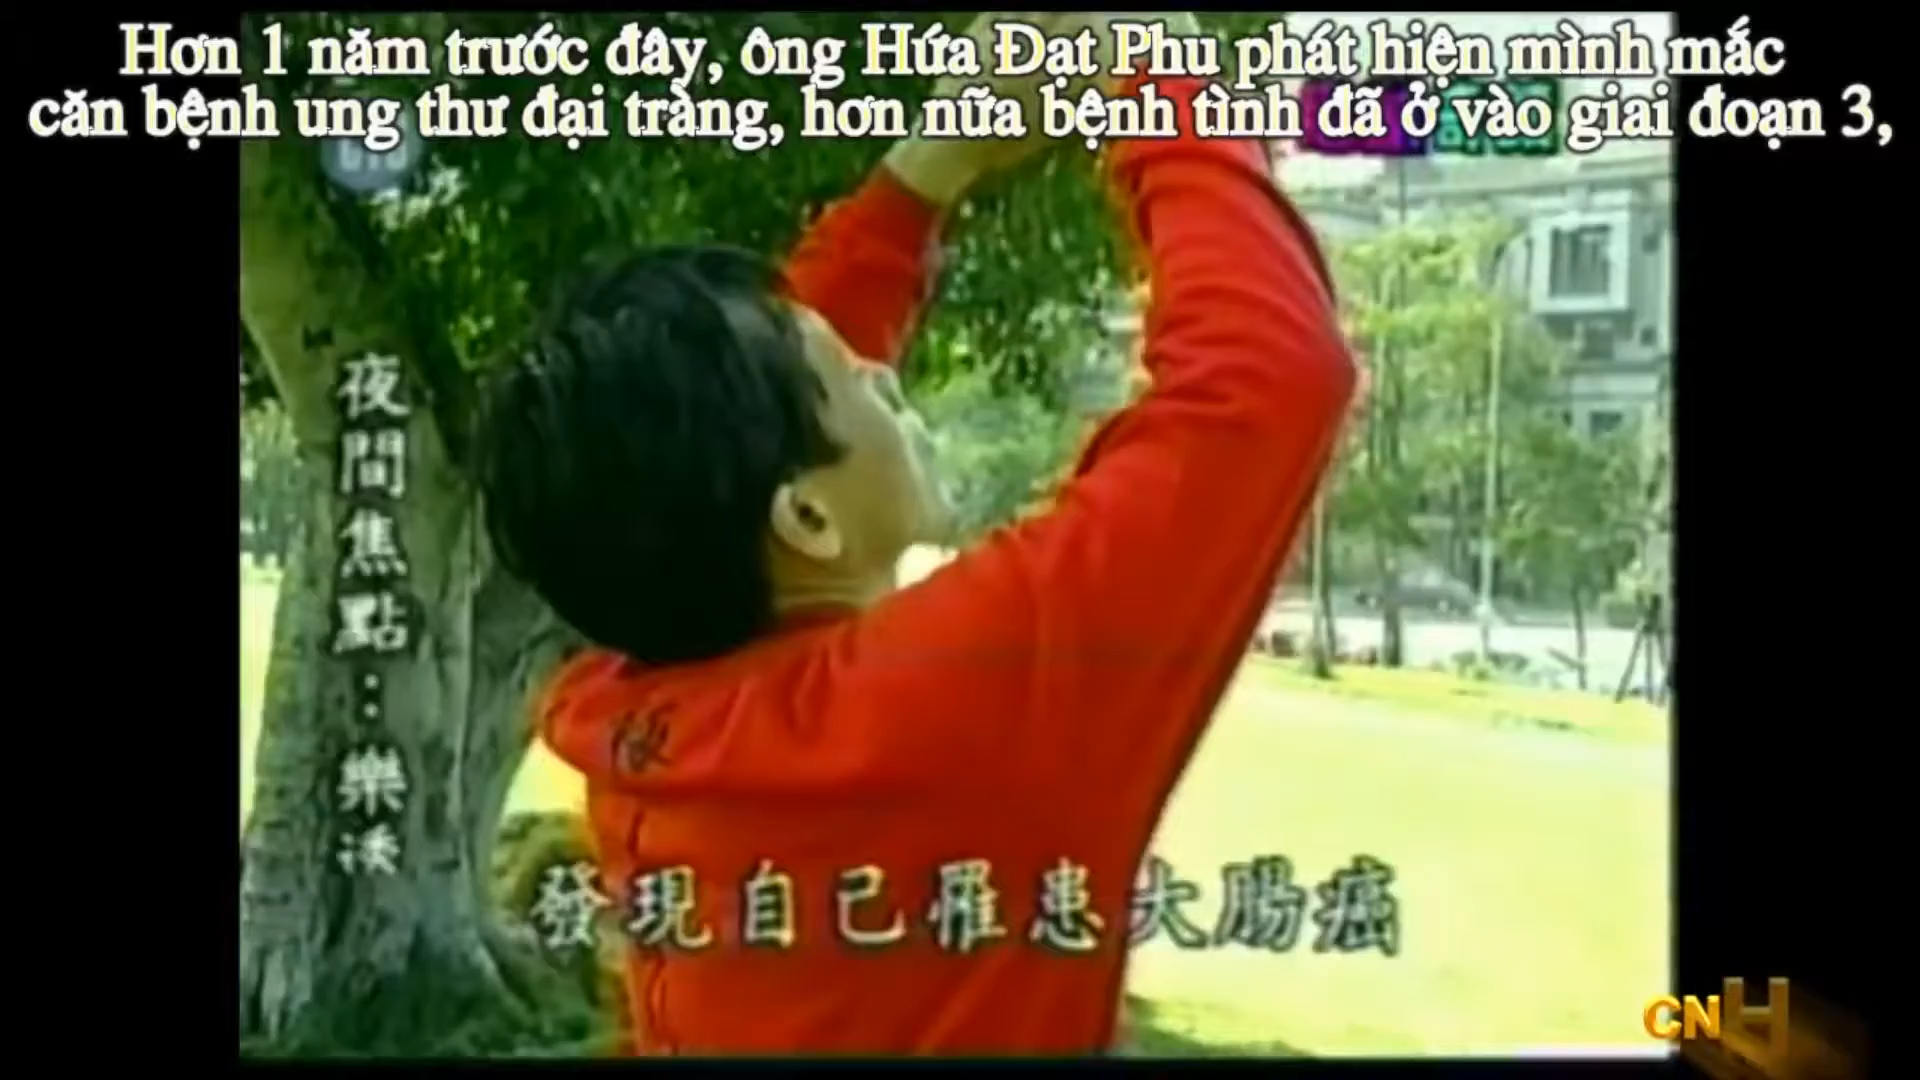 Hơn 1 năm trước đây, ông Hứa Đạt Phu phát hiện mình mắc
căn bệnh ung thư đại tràng, hơn nữa bệnh tình đã ở vào giai đoạn 3,
夜間焦點：樂活
發現自己罹患大腸癌
CNH